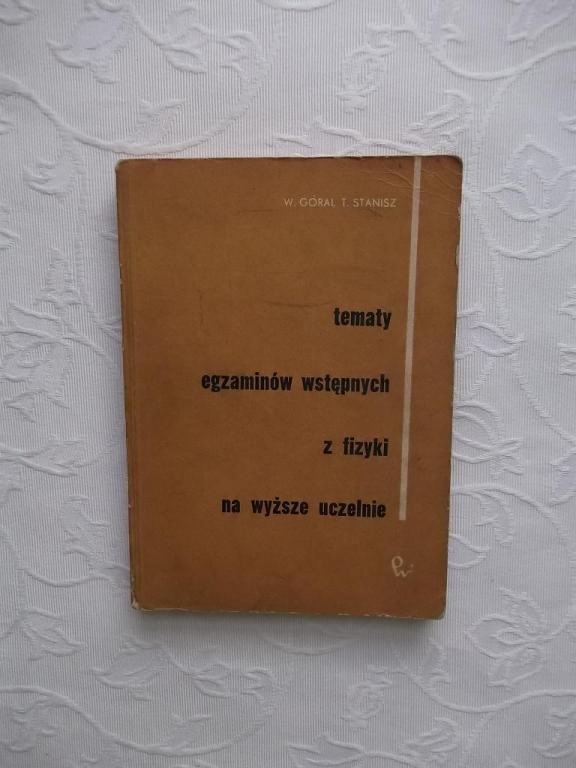 W. GÓRAL T. STANISZ
tematy
egzaminów wstępnych
z fizyki
na wyższe uczelnie